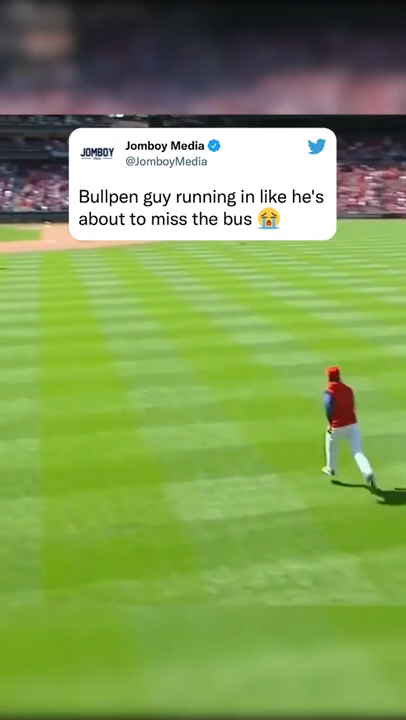 JOMBOY
Jomboy Media
@JomboyMedia
Bullpen guy running in like he's
about to miss the bus 😭